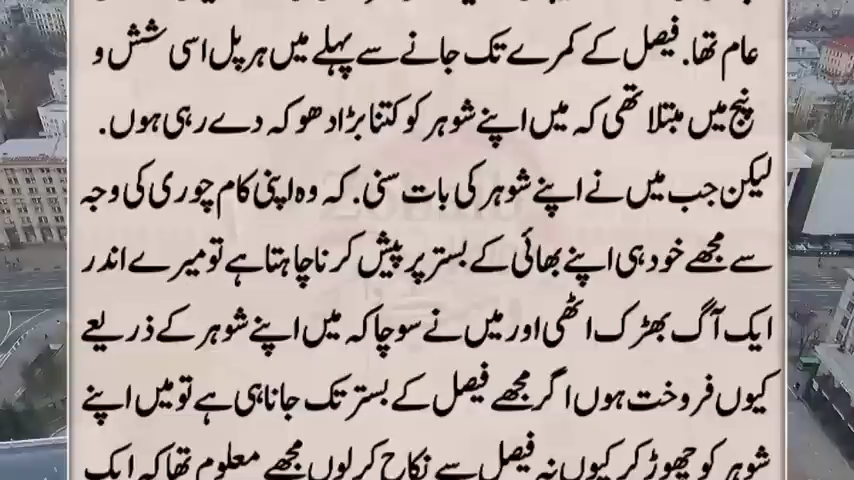 عام تھا. فیصل کے کمرے تک جانے سے پہلے میں ہر پل اسی شش و
پنج میں مبتلا تھی کہ میں اپنے شوہر کو کتنا بڑا دھوکہ دے رہی ہوں.
لیکن جب میں نے اپنے شوہر کی بات سنی. کہ وہ اپنی کام چوری کی وجہ
سے مجھے خود ہی اپنے بھائی کے بستر پر پیش کرنا چاہتا ہے تو میرے اندر
ایک آگ بھڑک اٹھی اور میں نے سوچا کہ میں اپنے شوہر کے ذریعے
کیوں فروخت ہوں اگر مجھے فیصل کے بستر تک جانا ہی ہے تو میں اپنے
شوہر کو چھوڑ کر کیوں نہ فیصل سے نکاح کر لوں مجھے معلوم تھا کہ ایک